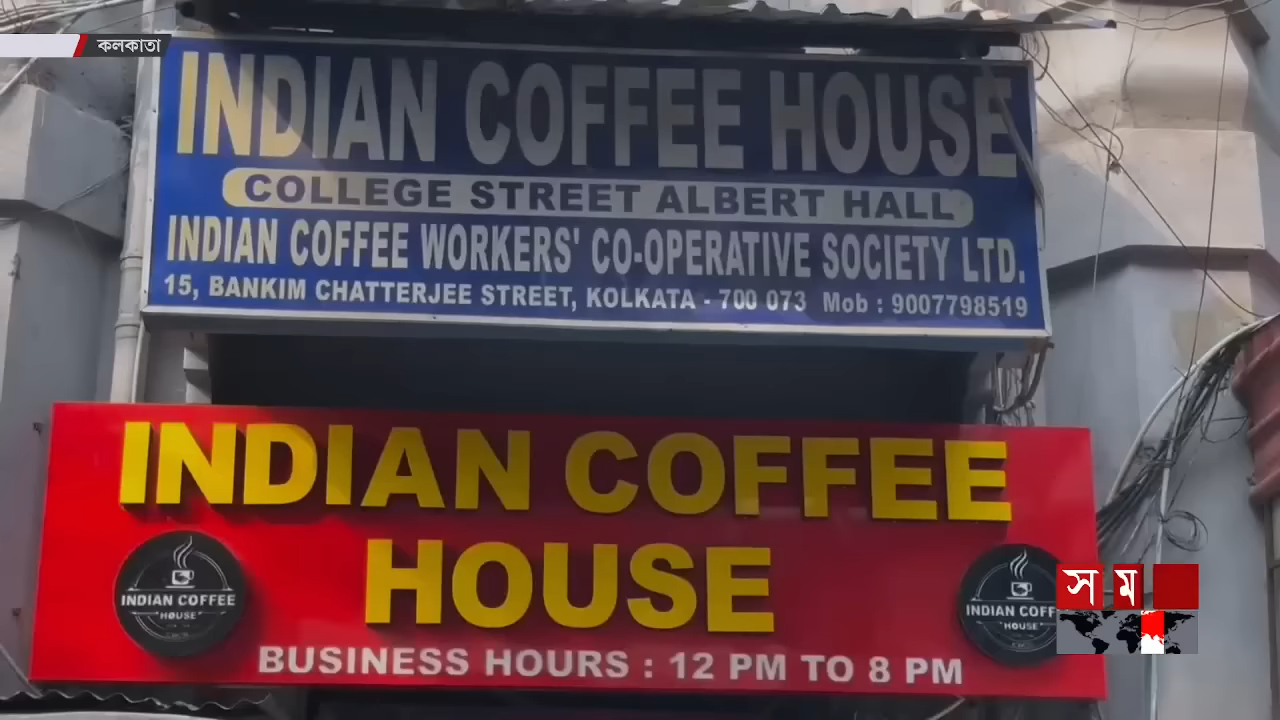 কলকাতা
INDIAN COFFEE HOUSE
COLLEGE STREET ALBERT HALL
INDIAN COFFEE WORKERS' CO-OPERATIVE SOCIETY LTD.
15, BANKIM CHATTERJEE STREET, KOLKATA - 700 073 Mob : 9007798519
INDIAN COFFEE
HOUSE
INDIAN COFFEE
HOUSE
INDIAN COFF
HOUSE
BUSINESS HOURS : 12 PM TO 8 PM
সম